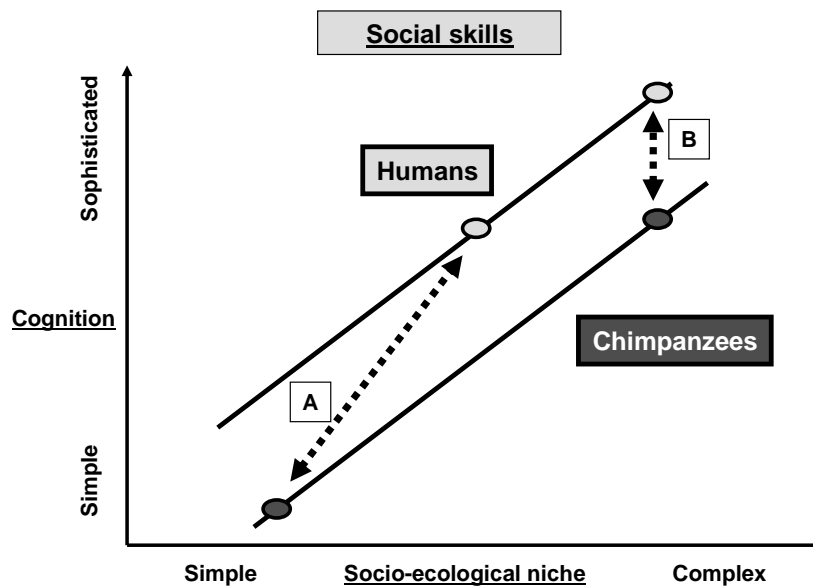 Social skills
Sophisticated
B
Humans
Cognition
Chimpanzees
A
Simple
Simple
Socio-ecological niche
Complex